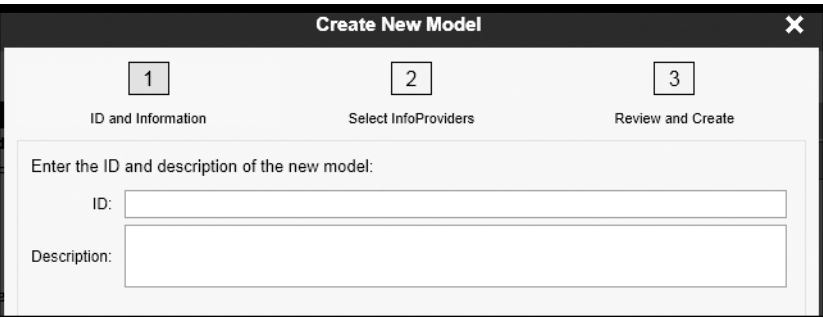 Create New Model
1 2 3
ID and Information Select InfoProviders Review and Create
Enter the ID and description of the new model:
ID:
Description: